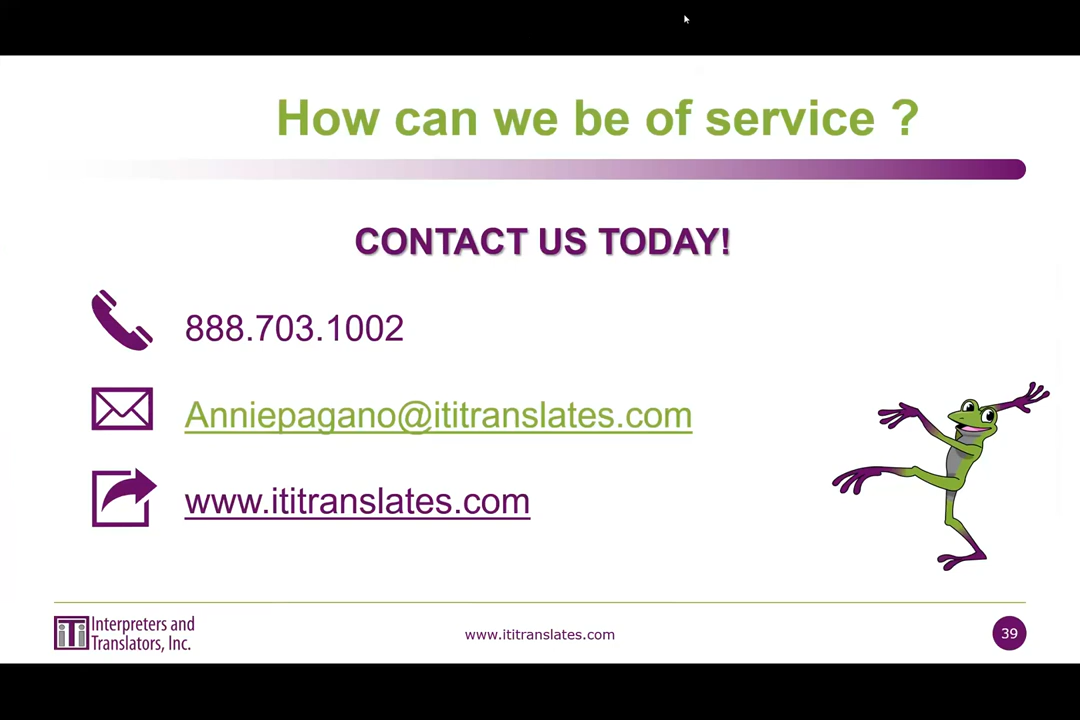 How can we be of service ?
CONTACT US TODAY!
888.703.1002
Anniepagano@ititranslates.com
www.ititranslates.com
iTi Interpreters and
Translators, Inc.
www.ititranslates.com
39